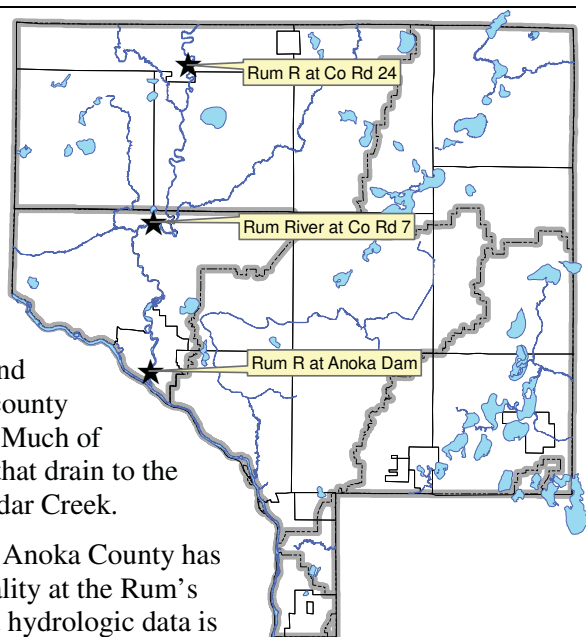 Rum R at Co Rd 24
Rum River at Co Rd 7
Rum R at Anoka Dam
county
Much of
that drain to the
dar Creek.
Anoka County has
ality at the Rum's
hydrologic data is